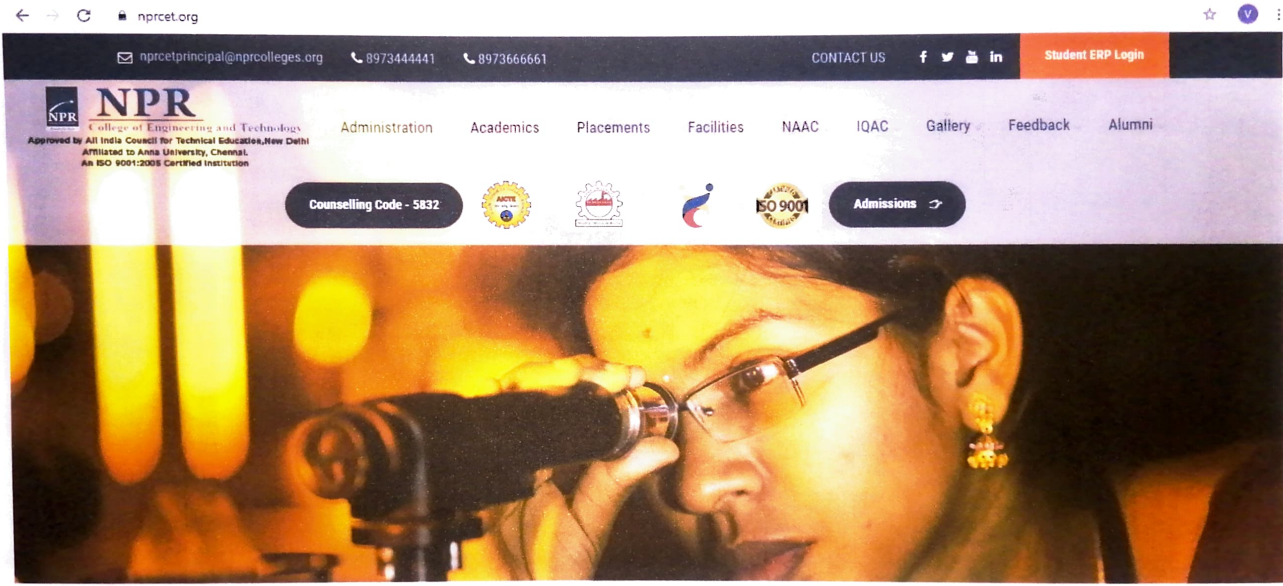 nprcet.org
V
nprcetprincipal@nprcolleges.org 8973444441 8973666661 CONTACT US Student ERP Login
NPR
NPR
College of Engineering and Technology
Approved by All India Council for Technical Education,New Delhi
Affiliated to Anna University, Chennai.
An ISO 9001:2005 Certified Institution
Administration Academics Placements Facilities NAAC IQAC Gallery Feedback Alumni
Counselling Code - 5832 AICTE ISO 9001 Admissions